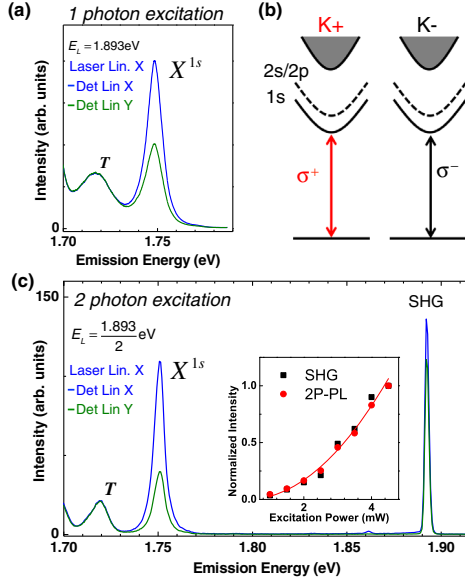 (a)
1 photon excitation
E_L = 1.893eV
Laser Lin. X
Det Lin X
Det Lin Y
X^1s
T
Intensity (arb. units)
0
1.70
1.75
Emission Energy (eV)
(b)
K+
K-
2s/2p
1s
σ+
σ−
(c)
2 photon excitation
150
E_L = 1.893/2 eV
Laser Lin. X
Det Lin X
Det Lin Y
X^1s
T
SHG
Intensity (arb. units)
0
1.70
1.75
1.80
1.85
1.90
Emission Energy (eV)
SHG
2P-PL
Normalized Intensity
1.0
0.5
0.0
2
4
Excitation Power (mW)